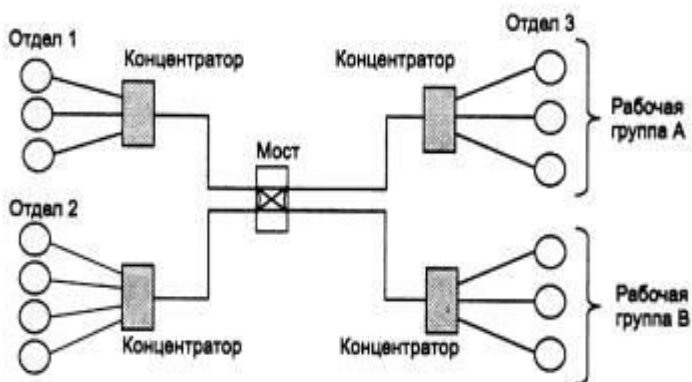 Отдел 1
Концентратор
Концентратор
Отдел 3
Рабочая
группа А
Мост
Отдел 2
Концентратор
Концентратор
Рабочая
группа В